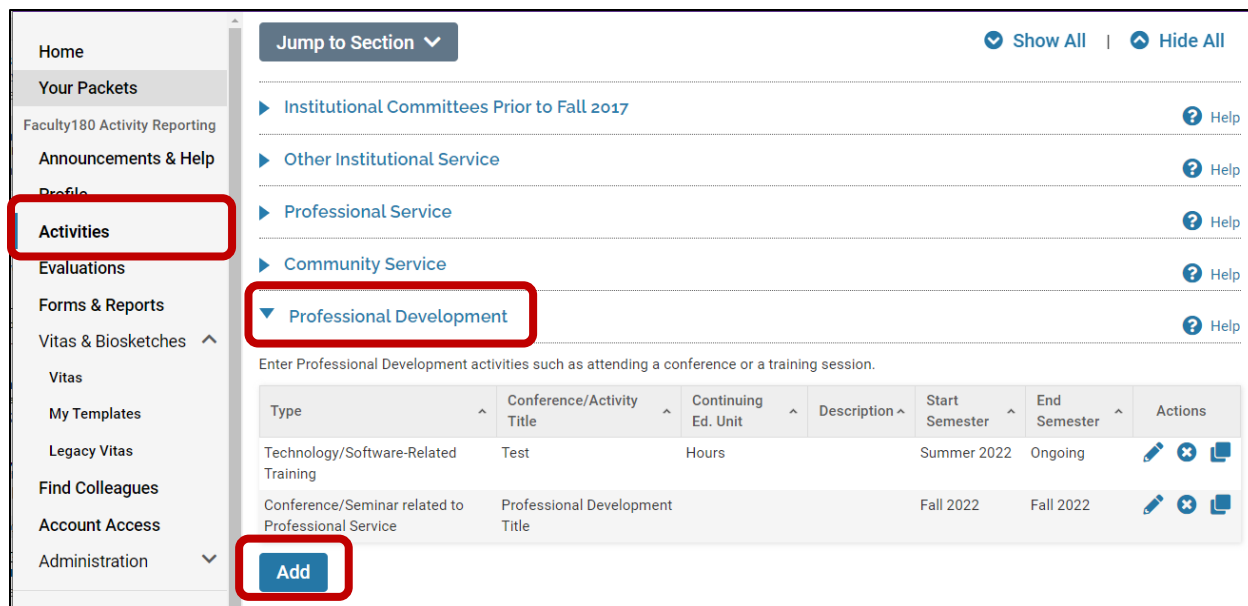 Home
Your Packets
Faculty180 Activity Reporting
Announcements & Help
Profile
Activities
Evaluations
Forms & Reports
Vitas & Biosketches
Vitas
My Templates
Legacy Vitas
Find Colleagues
Account Access
Administration
Jump to Section
Show All | Hide All
Institutional Committees Prior to Fall 2017
Help
Other Institutional Service
Help
Professional Service
Help
Community Service
Help
Professional Development
Help
Enter Professional Development activities such as attending a conference or a training session.
Type
Conference/Activity
Title
Continuing
Ed. Unit
Description
Start
Semester
End
Semester
Actions
Technology/Software-Related
Training
Test
Hours
Summer 2022
Ongoing
Conference/Seminar related to
Professional Service
Professional Development
Title
Fall 2022
Fall 2022
Add